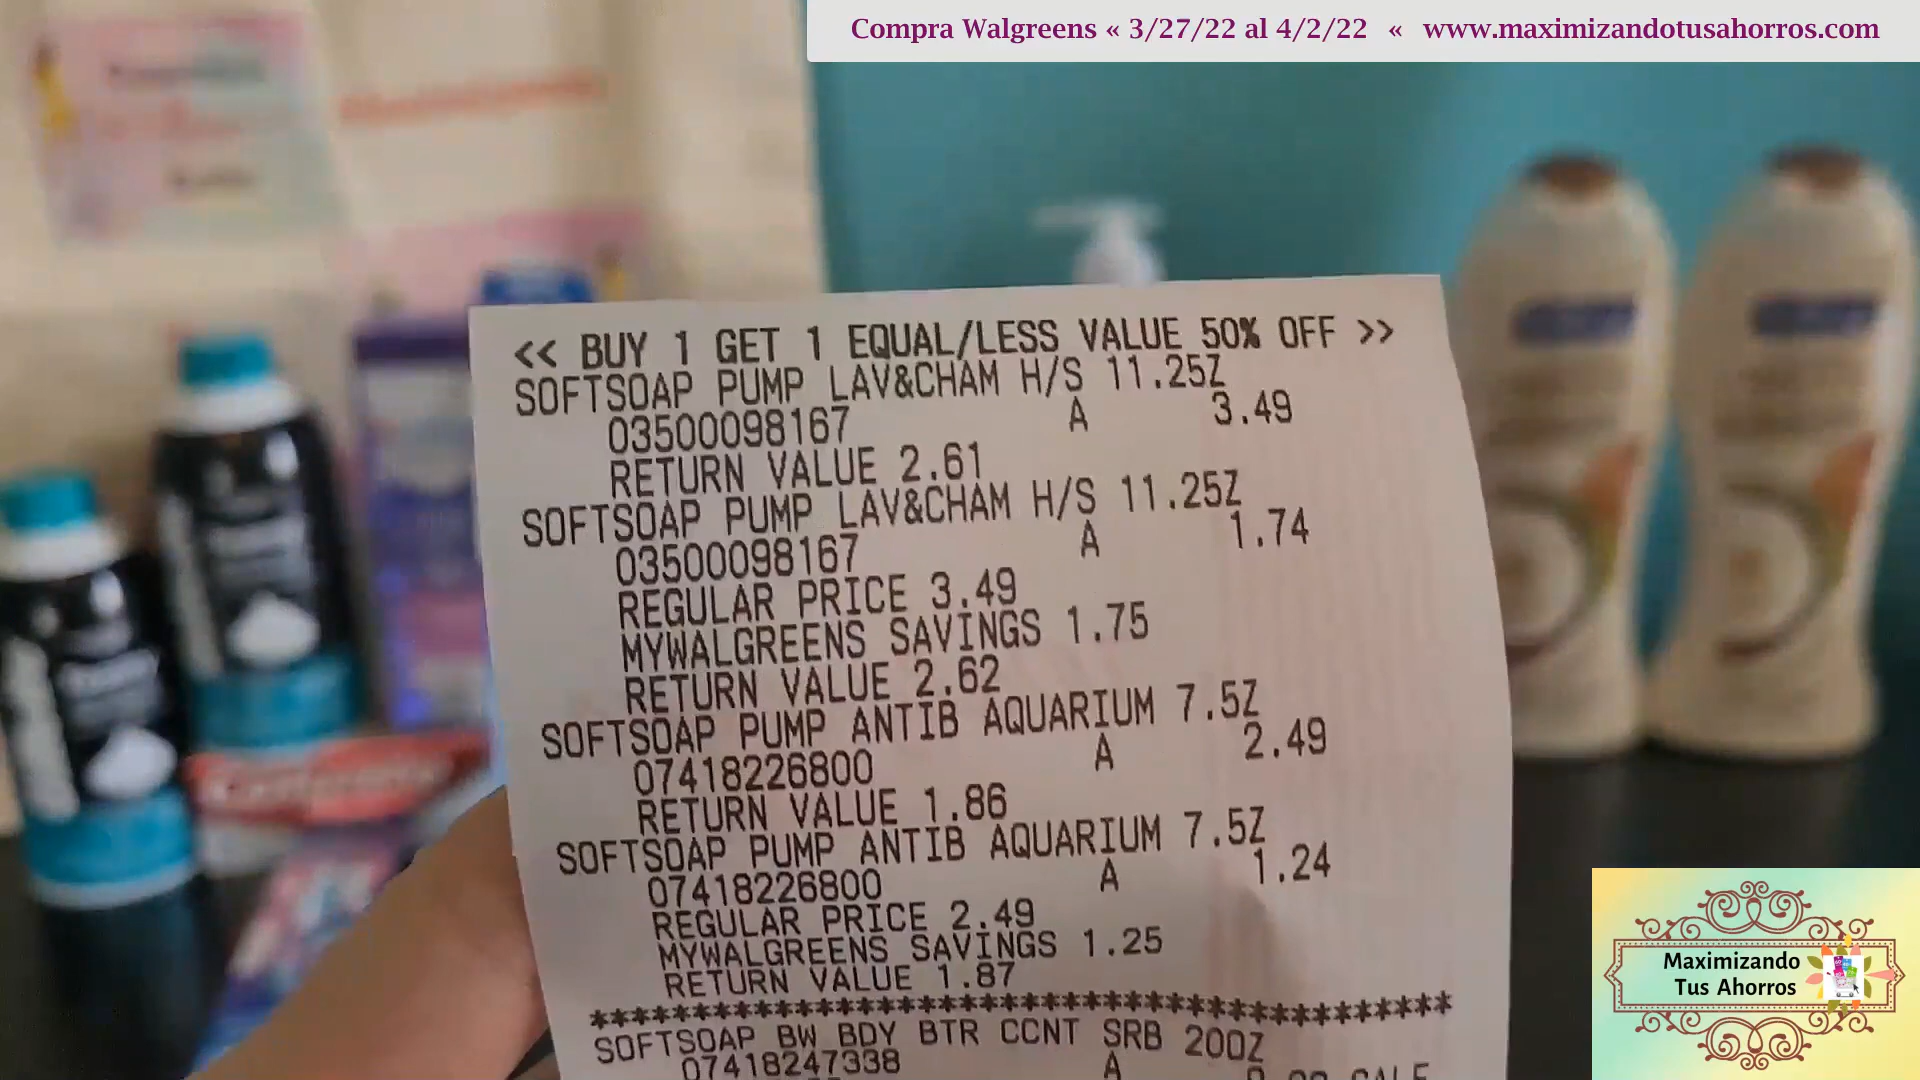 Compra Walgreens « 3/27/22 al 4/2/22 « www.maximizandotusahorros.com
<< BUY 1 GET 1 EQUAL/LESS VALUE 50% OFF >>
SOFTSOAP PUMP LAV&CHAM H/S 11.25Z
03500098167 A 3.49
RETURN VALUE 2.61
SOFTSOAP PUMP LAV&CHAM H/S 11.25Z
03500098167 A 1.74
REGULAR PRICE 3.49
MYWALGREENS SAVINGS 1.75
RETURN VALUE 2.62
SOFTSOAP PUMP ANTIB AQUARIUM 7.5Z
07418226800 A 2.49
RETURN VALUE 1.86
SOFTSOAP PUMP ANTIB AQUARIUM 7.5Z
07418226800 A 1.24
REGULAR PRICE 2.49
MYWALGREENS SAVINGS 1.25
RETURN VALUE 1.87
******************************************
SOFTSOAP BW BDY BTR CCNT SRB 20OZ
07418247338 A
Maximizando
Tus Ahorros